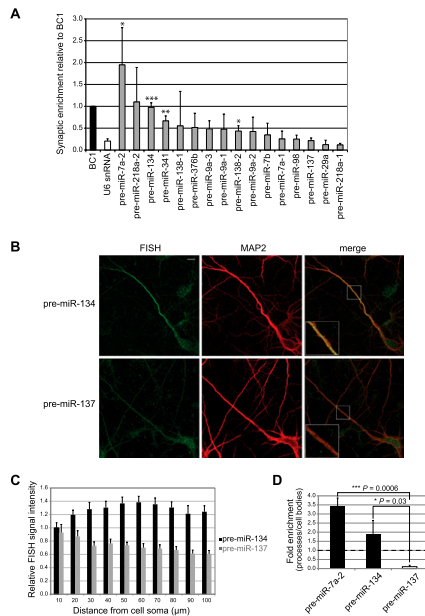 A
Synaptic enrichment relative to BC1
3.0
2.5
2.0
1.5
1.0
0.5
0.0
*
***
**
*
BC1
U6 snRNA
pre-miR-7a-2
pre-miR-218a-2
pre-miR-134
pre-miR-341
pre-miR-138-1
pre-miR-376b
pre-miR-9a-3
pre-miR-9a-1
pre-miR-138-2
pre-miR-9a-2
pre-miR-7b
pre-miR-7a-1
pre-miR-98
pre-miR-137
pre-miR-29a
pre-miR-218a-1
B
FISH
MAP2
merge
pre-miR-134
pre-miR-137
C
Relative FISH signal intensity
1.6
1.4
1.2
1.0
0.8
0.6
0.4
0.2
0.0
10 20 30 40 50 60 70 80 90 100
Distance from cell soma (µm)
pre-miR-134
pre-miR-137
D
Fold enrichment
(processes/cell bodies)
4.0
3.5
3.0
2.5
2.0
1.5
1.0
0.5
0.0
*** P = 0.0006
* P = 0.03
pre-miR-7a-2
pre-miR-134
pre-miR-137